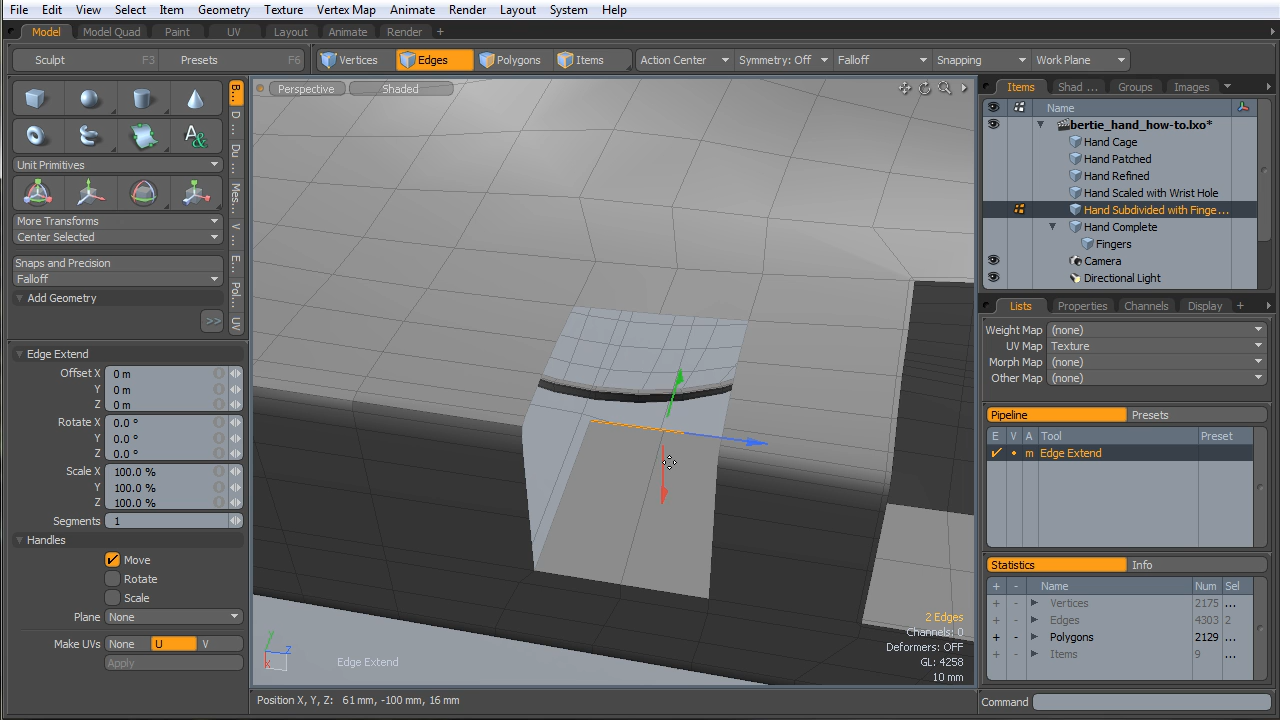 File Edit View Select Item Geometry Texture Vertex Map Animate Render Layout System Help
Model Model Quad Paint UV Layout Animate Render +
Sculpt F3 Presets F6 Vertices Edges Polygons Items Action Center Symmetry: Off Falloff Snapping Work Plane
B...
D ...
Du ...
Mes...
V ...
E...
Pol...
UV
Unit Primitives
More Transforms
Center Selected
Snaps and Precision
Falloff
Add Geometry
>>
Edge Extend
Offset X 0 m
Y 0 m
Z 0 m
Rotate X 0.0 °
Y 0.0 °
Z 0.0 °
Scale X 100.0 %
Y 100.0 %
Z 100.0 %
Segments 1
Handles
Move
Rotate
Scale
Plane None
Make UVs None U V
Apply
Perspective Shaded
2 Edges
Channels: 0
Deformers: OFF
GL: 4258
10 mm
Y
Z
X
Edge Extend
Position X, Y, Z: 61 mm, -100 mm, 16 mm
Items Shad ... Groups Images
Name
bertie_hand_how-to.lxo*
Hand Cage
Hand Patched
Hand Refined
Hand Scaled with Wrist Hole
Hand Subdivided with Finge ...
Hand Complete
Fingers
Camera
Directional Light
Lists Properties Channels Display +
Weight Map (none)
UV Map Texture
Morph Map (none)
Other Map (none)
Pipeline Presets
E V A Tool Preset
m Edge Extend
Statistics Info
+ - Name Num Sel
+ - Vertices 2175 ...
+ - Edges 4303 2
+ - Polygons 2129 ...
+ - Items 9 ...
Command